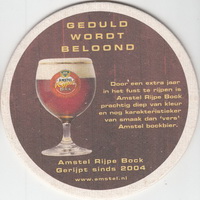 GEDULD
WORDT
BELOOND
Door een extra jaar
in het fust te rijpen is
Amstel Rijpe Bock
prachtig diep van kleur
en nog karakteristieker
van smaak dan 'vers'
Amstel bockbier.
Amstel Rijpe Bock
Gerijpt sinds 2004
www.amstel.nl